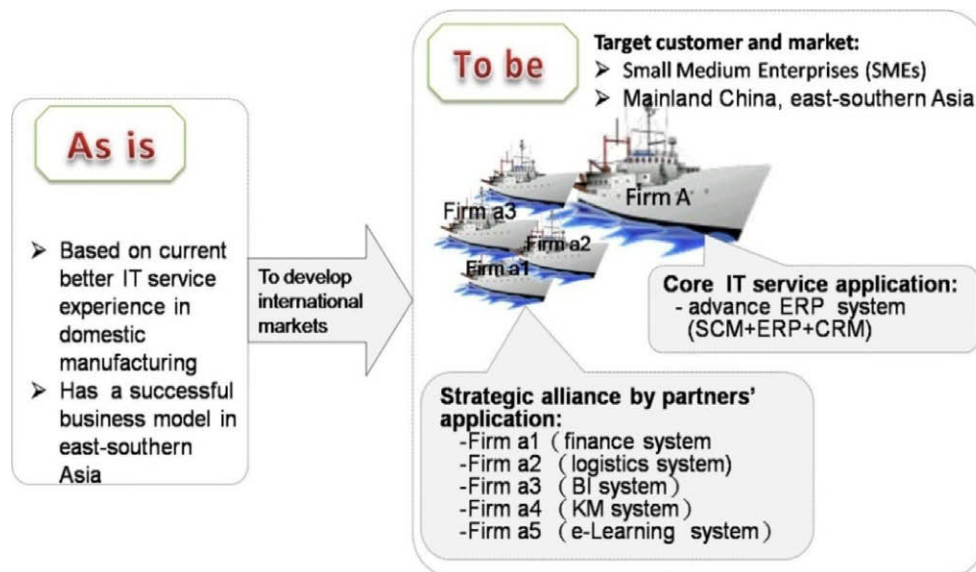 As is
➤ Based on current
better IT service
experience in
domestic
manufacturing
➤ Has a successful
business model in
east-southern
Asia
To develop
international
markets
To be
Target customer and market:
➤ Small Medium Enterprises (SMEs)
➤ Mainland China, east-southern Asia
Firm A
Firm a3
Firm a2
Firm a1
Core IT service application:
- advance ERP system
(SCM+ERP+CRM)
Strategic alliance by partners'
application:
-Firm a1 (finance system
-Firm a2 (logistics system)
-Firm a3 (BI system)
-Firm a4 (KM system)
-Firm a5 (e-Learning system)